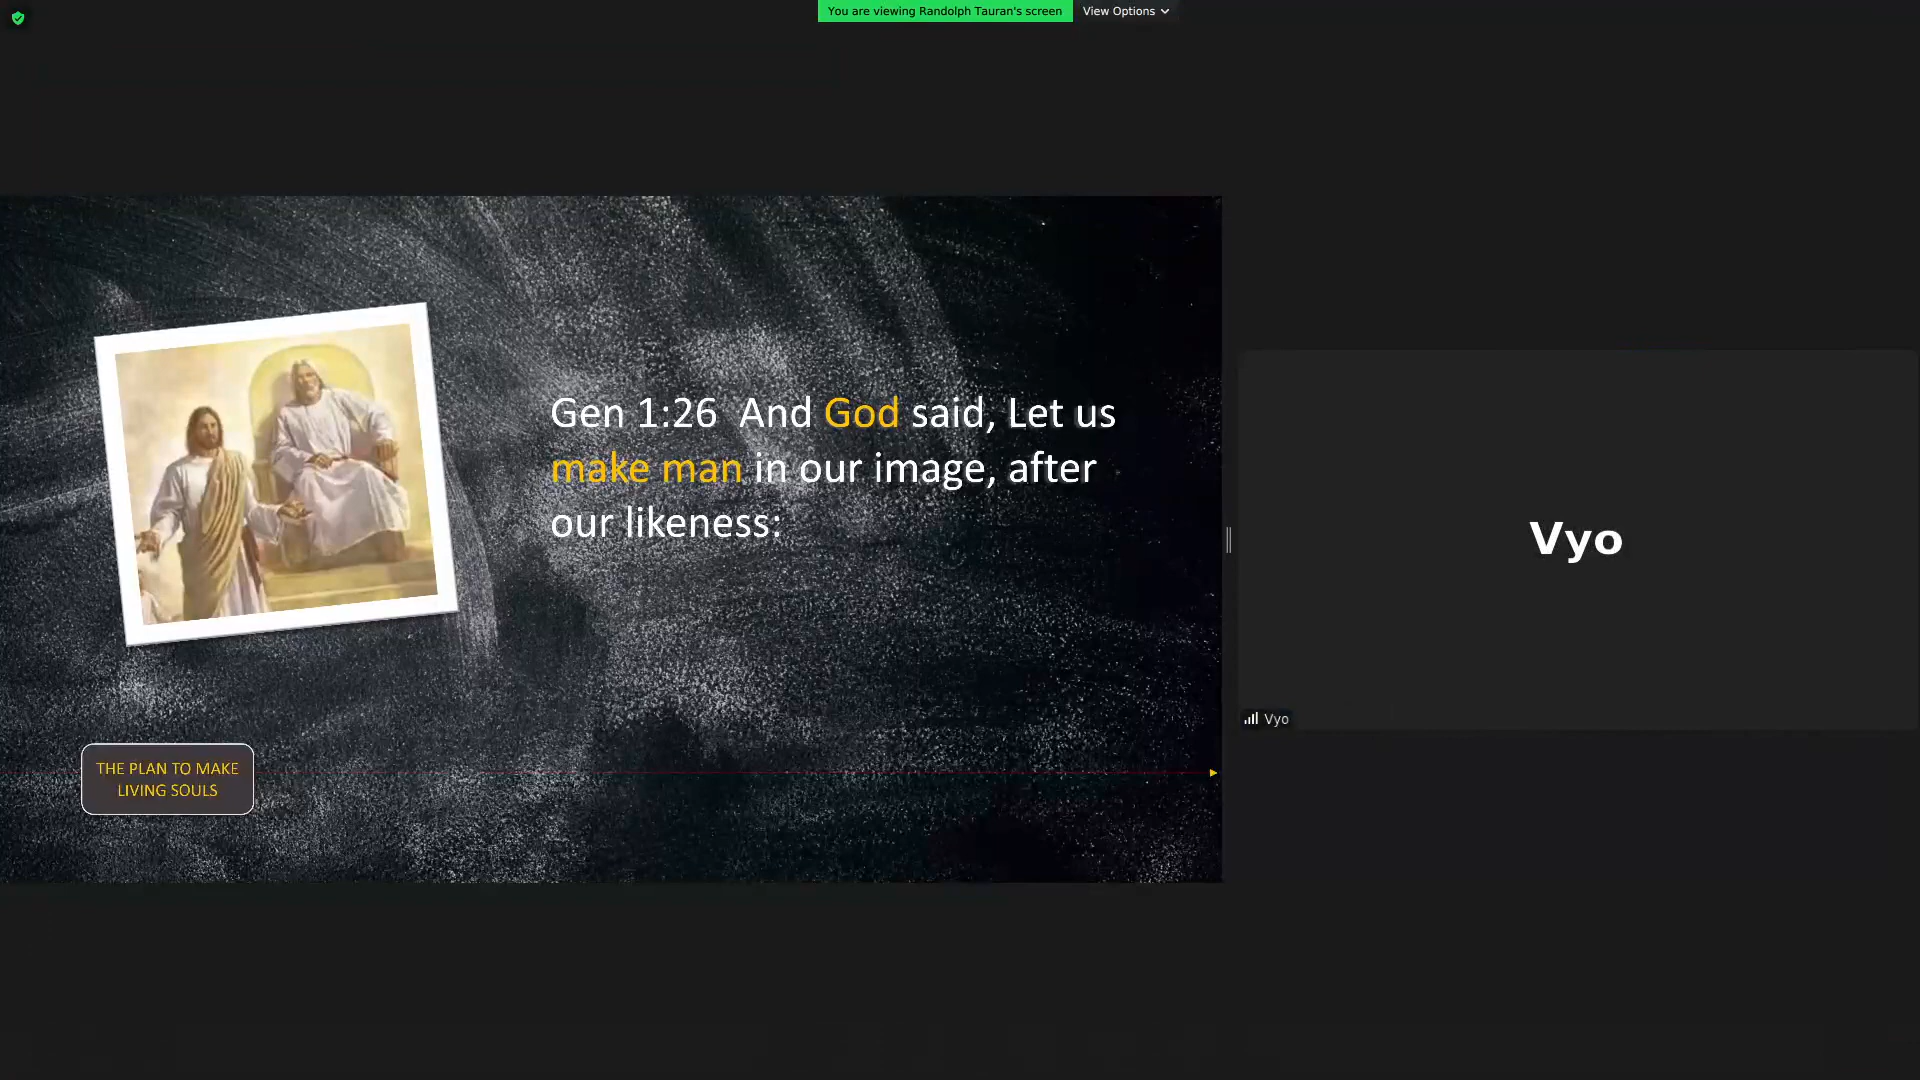 You are viewing Randolph Tauran's screen
View Options
Gen 1:26 And God said, Let us
make man in our image, after
our likeness:
THE PLAN TO MAKE
LIVING SOULS
Vyo
Vyo